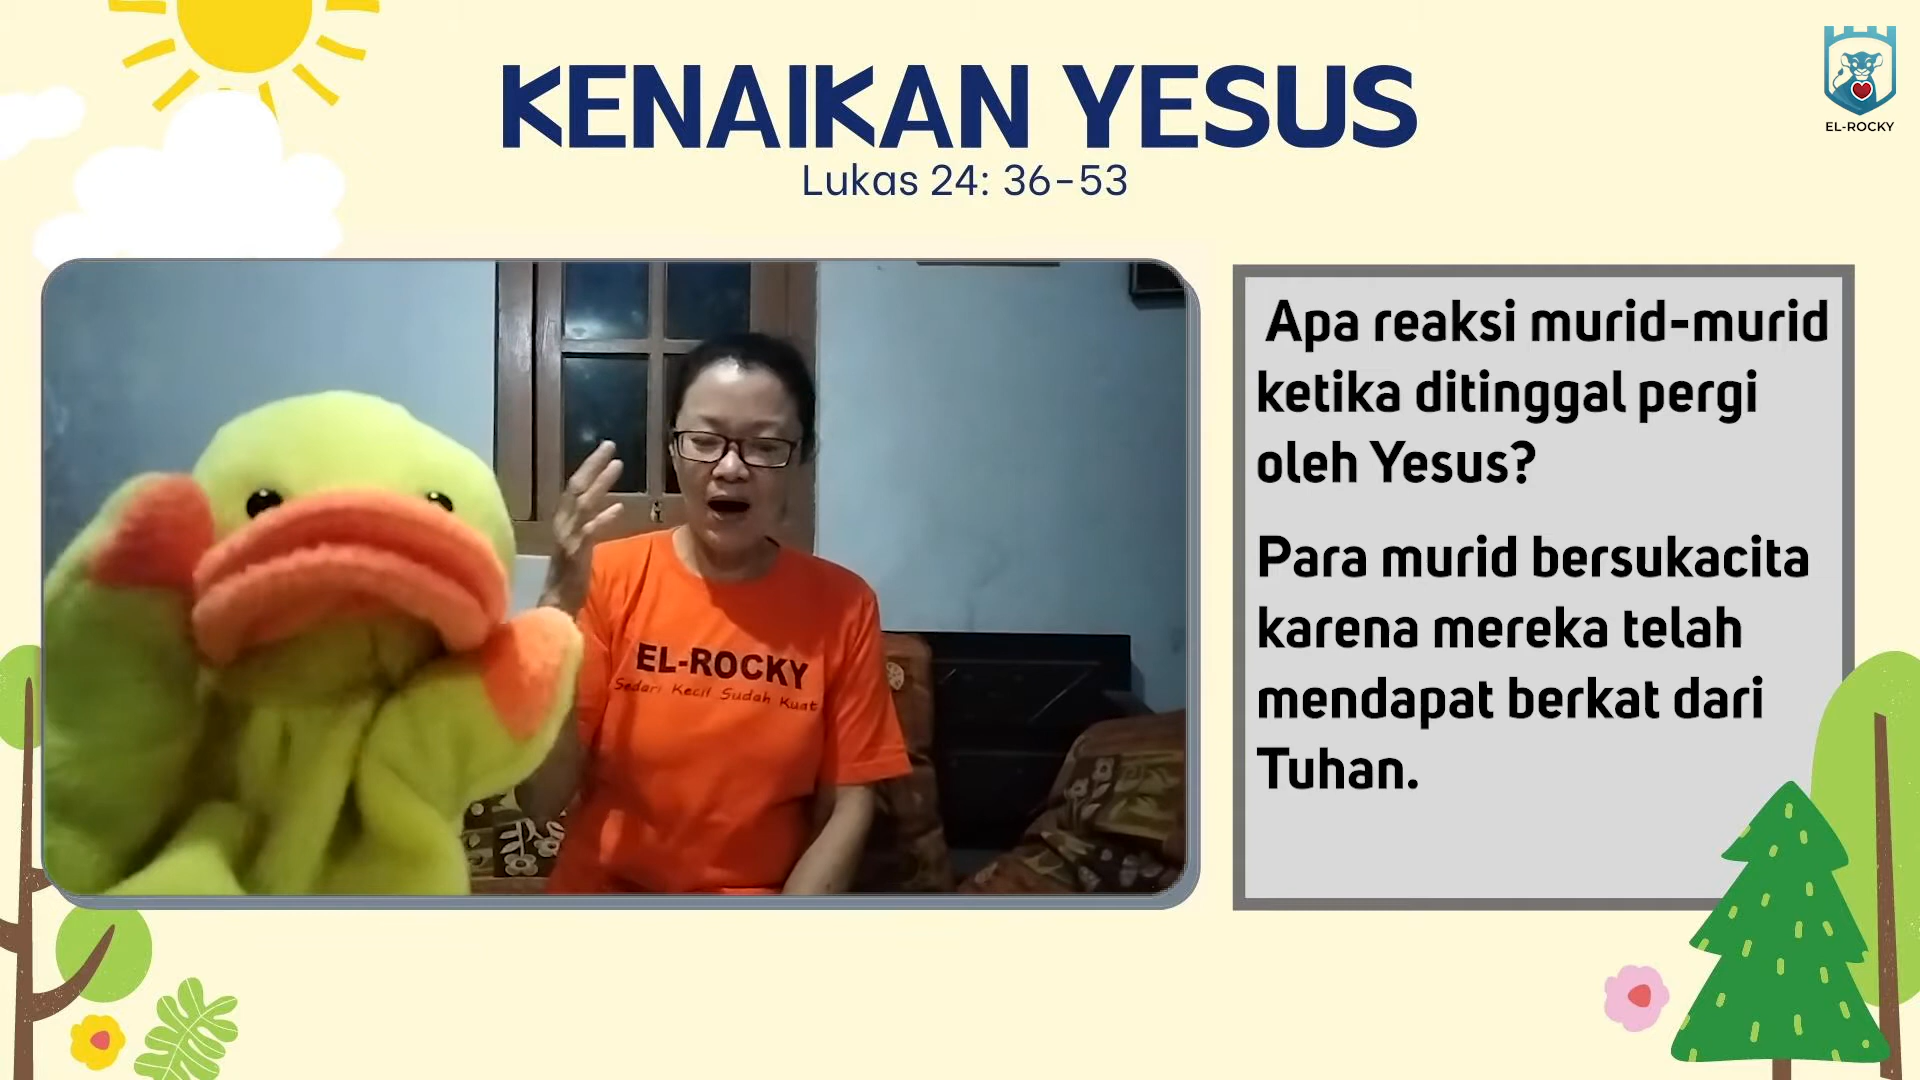 KENAIKAN YESUS
Lukas 24: 36-53
EL-ROCKY
EL-ROCKY
Sedari Kecil Sudah Kuat
Apa reaksi murid-murid
ketika ditinggal pergi
oleh Yesus?
Para murid bersukacita
karena mereka telah
mendapat berkat dari
Tuhan.